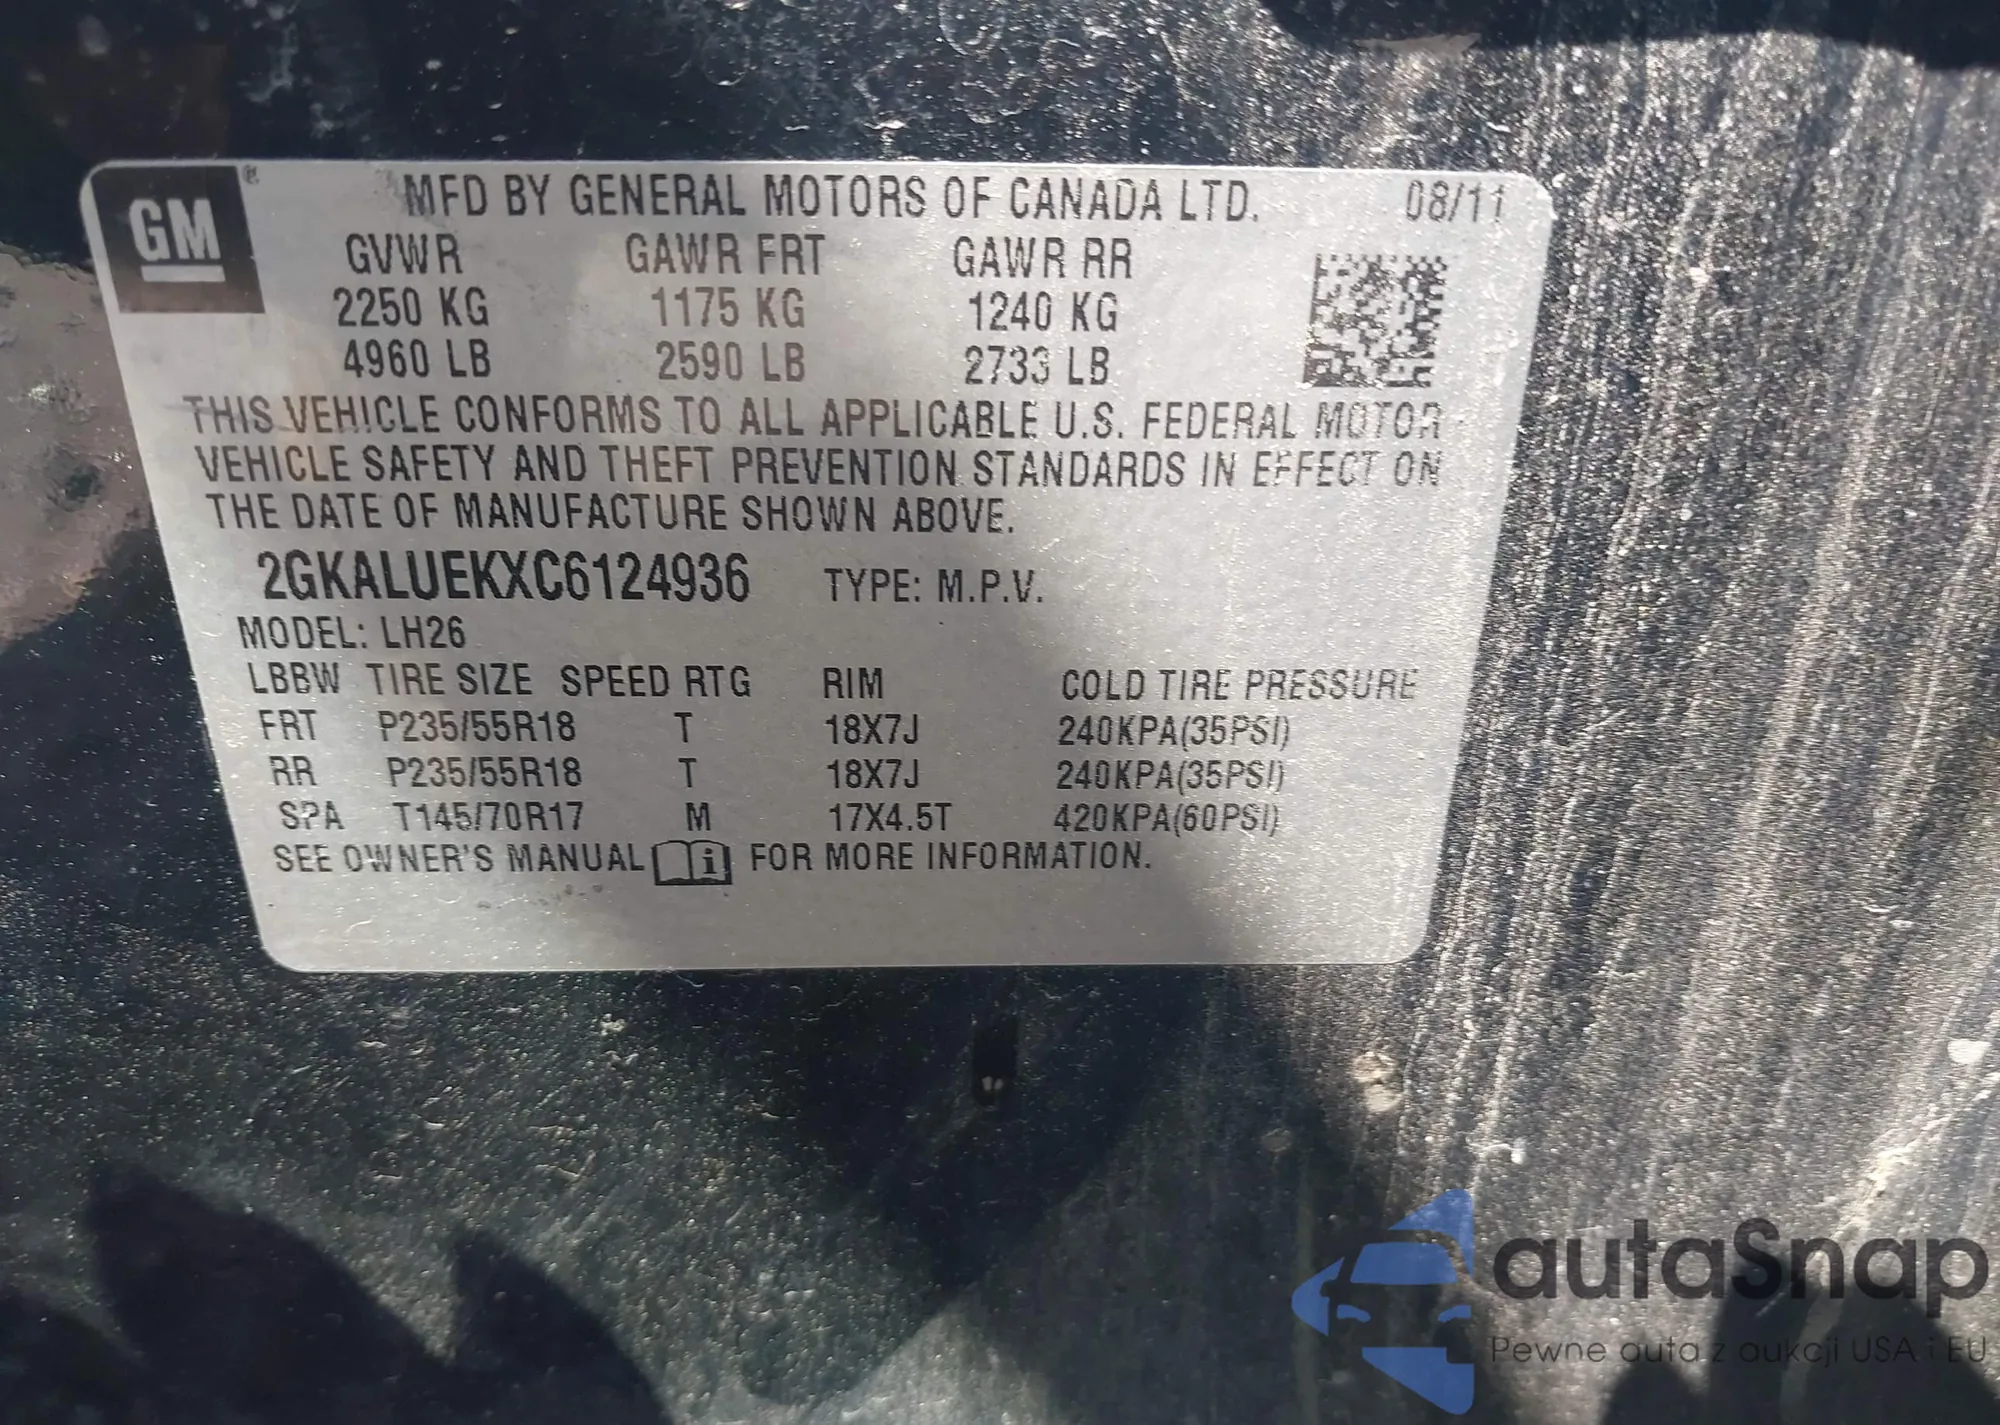 GM ® MFD BY GENERAL MOTORS OF CANADA LTD. 08/11
GVWR GAWR FRT GAWR RR
2250 KG 1175 KG 1240 KG
4960 LB 2590 LB 2733 LB
THIS VEHICLE CONFORMS TO ALL APPLICABLE U.S. FEDERAL MOTOR
VEHICLE SAFETY AND THEFT PREVENTION STANDARDS IN EFFECT ON
THE DATE OF MANUFACTURE SHOWN ABOVE.
2GKALUEKXC6124936 TYPE: M.P.V.
MODEL: LH26
LBBW TIRE SIZE SPEED RTG RIM COLD TIRE PRESSURE
FRT P235/55R18 T 18X7J 240KPA(35PSI)
RR P235/55R18 T 18X7J 240KPA(35PSI)
SPA T145/70R17 M 17X4.5T 420KPA(60PSI)
SEE OWNER'S MANUAL i FOR MORE INFORMATION.
autaSnap
Pewne auta z aukcji USA i EU